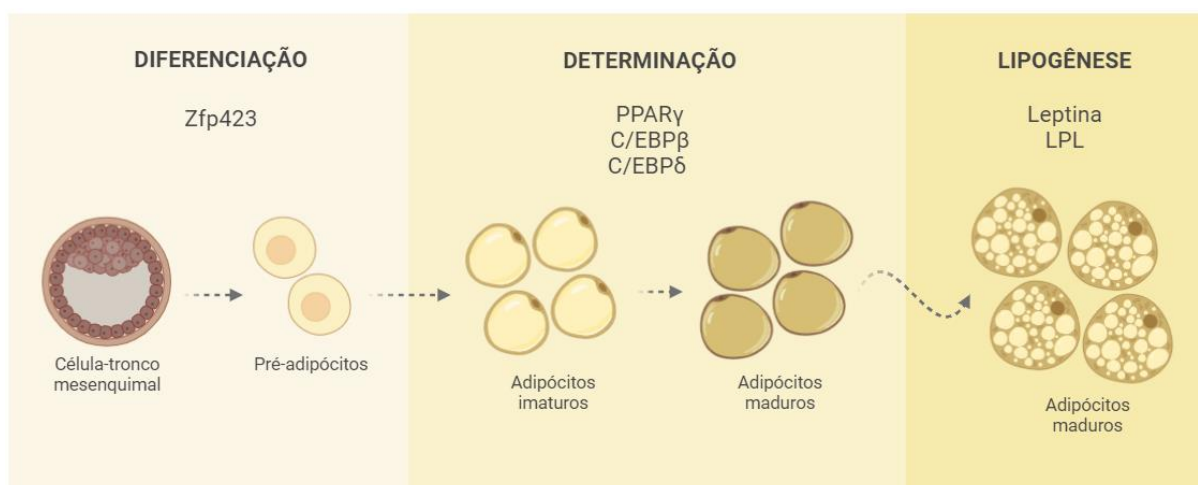 DIFERENCIAÇÃO
Zfp423
Célula-tronco
mesenquimal
Pré-adipócitos
DETERMINAÇÃO
PPARγ
C/EBPβ
C/EBPδ
Adipócitos
imaturos
Adipócitos
maduros
LIPOGÊNESE
Leptina
LPL
Adipócitos
maduros